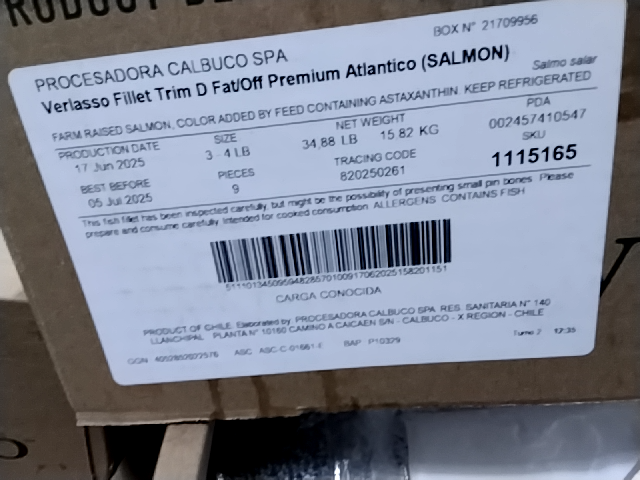 PRODUCT
BOX N° 21709956
PROCESADORA CALBUCO SPA
Verlasso Fillet Trim D Fat/Off Premium Atlantico (SALMON) Salmo salar
FARM RAISED SALMON, COLOR ADDED BY FEED CONTAINING ASTAXANTHIN. KEEP REFRIGERATED
PRODUCTION DATE SIZE NET WEIGHT PDA
17 Jun 2025 3 - 4 LB 34,88 LB 15,82 KG 002457410547
BEST BEFORE PIECES TRACING CODE SKU
05 Jul 2025 9 820250261 1115165
This fish fillet has been inspected carefully, but might be the possibility of presenting small pin bones. Please
prepare and consume carefully. Intended for cooked consumption. ALLERGENS: CONTAINS FISH
CARGA CONOCIDA
PRODUCT OF CHILE. Elaborated by: PROCESADORA CALBUCO SPA. RES. SANITARIA N° 140
LLANCHIPAL PLANTA N° 10160 CAMINO A CAICAEN S/N - CALBUCO - X REGION - CHILE
GGN ASC ASC-C-01661-F BAP P10329 Turno 2 17:35